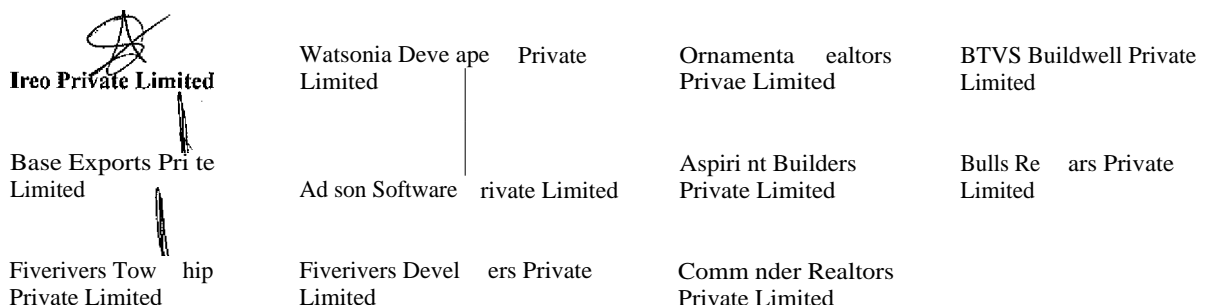 Ireo Private Limited
Watsonia Deve ape Private
Limited
Ornamenta ealtors
Privae Limited
BTVS Buildwell Private
Limited
Base Exports Pri te
Limited
Ad son Software rivate Limited
Aspiri nt Builders
Private Limited
Bulls Re ars Private
Limited
Fiverivers Tow hip
Private Limited
Fiverivers Devel ers Private
Limited
Comm nder Realtors
Private Limited